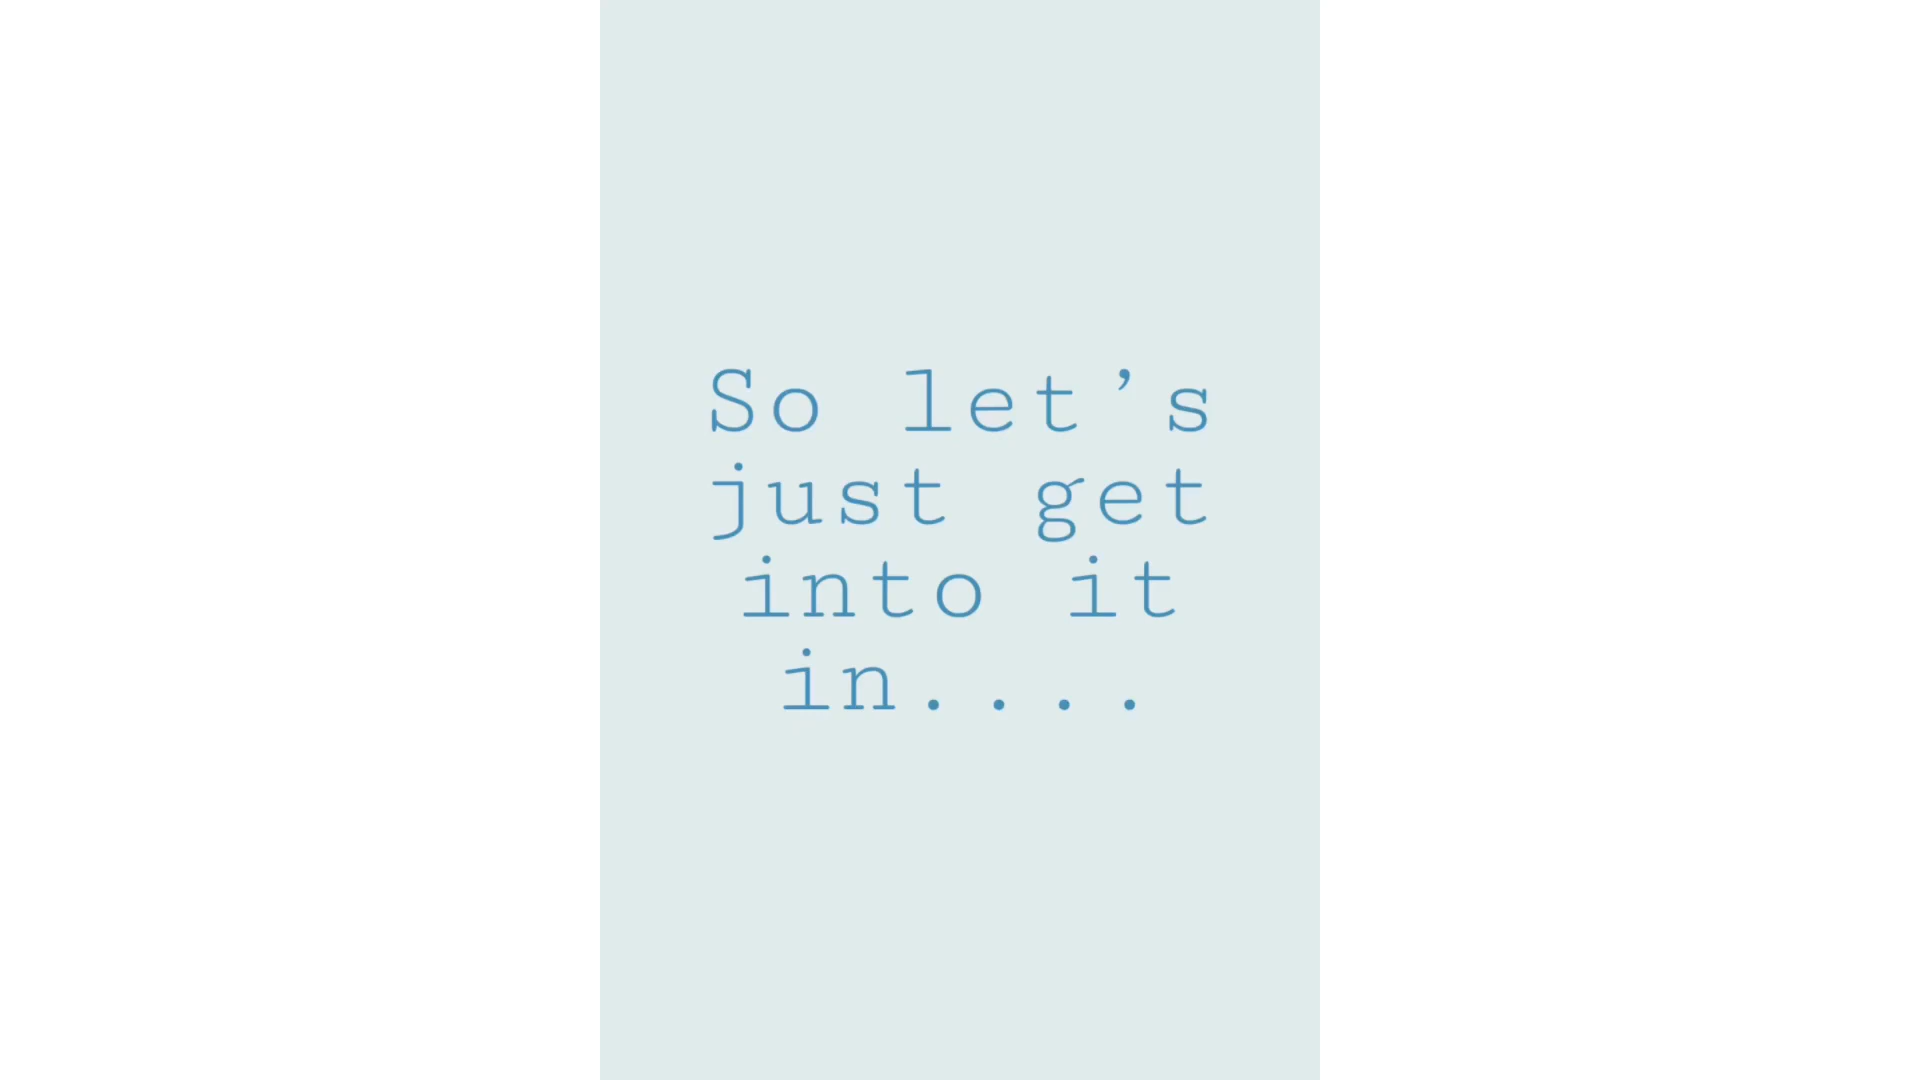 So let’s
just get
into it
in....